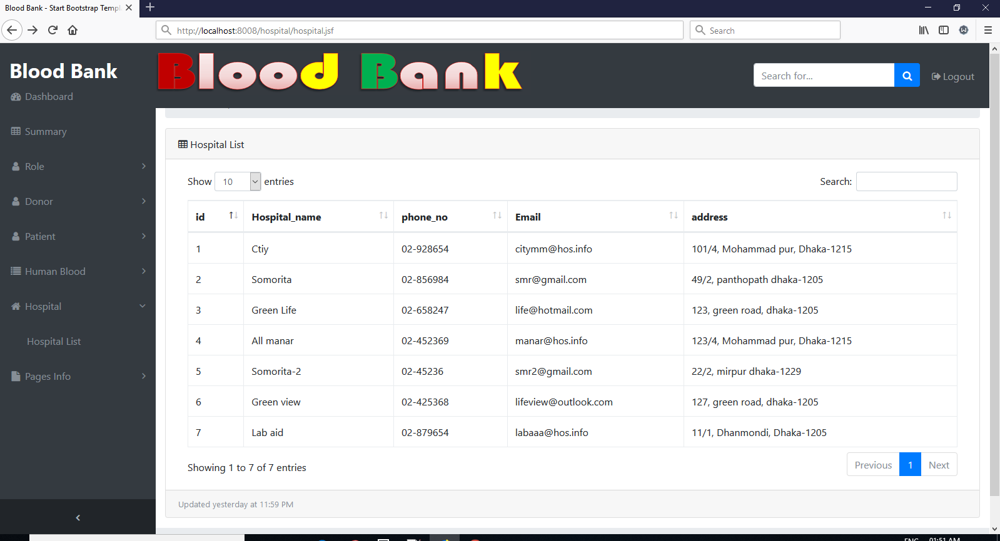 Blood Bank - Start Bootstrap Templ
http://localhost:8008/hospital/hospital.jsf
Search
Blood Bank
Blood Bank
Search for...
Logout
Dashboard
Summary
Role
Donor
Patient
Human Blood
Hospital
Hospital List
Pages Info
Hospital List
Show 10 entries
Search:
id Hospital_name phone_no Email address
1 Ctiy 02-928654 citymm@hos.info 101/4, Mohammad pur, Dhaka-1215
2 Somorita 02-856984 smr@gmail.com 49/2, panthopath dhaka-1205
3 Green Life 02-658247 life@hotmail.com 123, green road, dhaka-1205
4 All manar 02-452369 manar@hos.info 123/4, Mohammad pur, Dhaka-1215
5 Somorita-2 02-45236 smr2@gmail.com 22/2, mirpur dhaka-1229
6 Green view 02-425368 lifeview@outlook.com 127, green road, dhaka-1205
7 Lab aid 02-879654 labaaa@hos.info 11/1, Dhanmondi, Dhaka-1205
Showing 1 to 7 of 7 entries
Previous 1 Next
Updated yesterday at 11:59 PM
ENG 01:51 AM